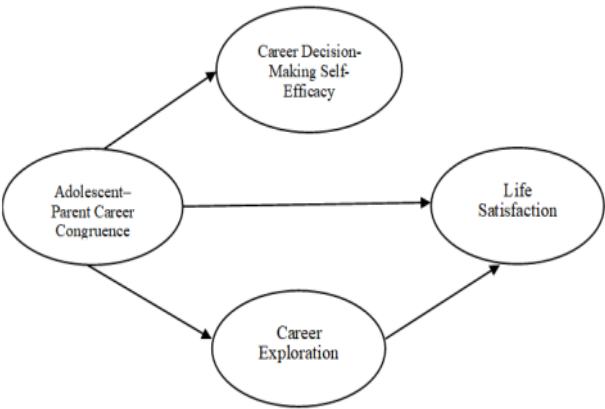 Career Decision-
Making Self-
Efficacy
Adolescent–
Parent Career
Congruence
Life
Satisfaction
Career
Exploration